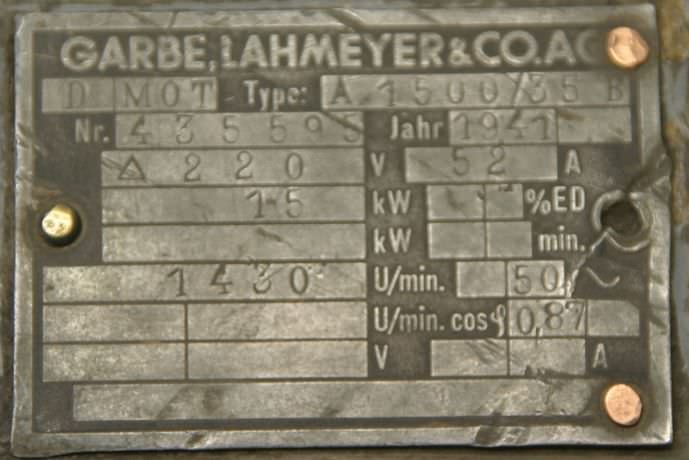 GARBE, LAHMEYER & CO. AG
D MOT - Type: A 1500/35 B
Nr. 435595 Jahr 1941
△ 220 V 52 A
15 kW %ED
kW min.
1430 U/min. 50 ~
U/min. cosφ 0,87
V A